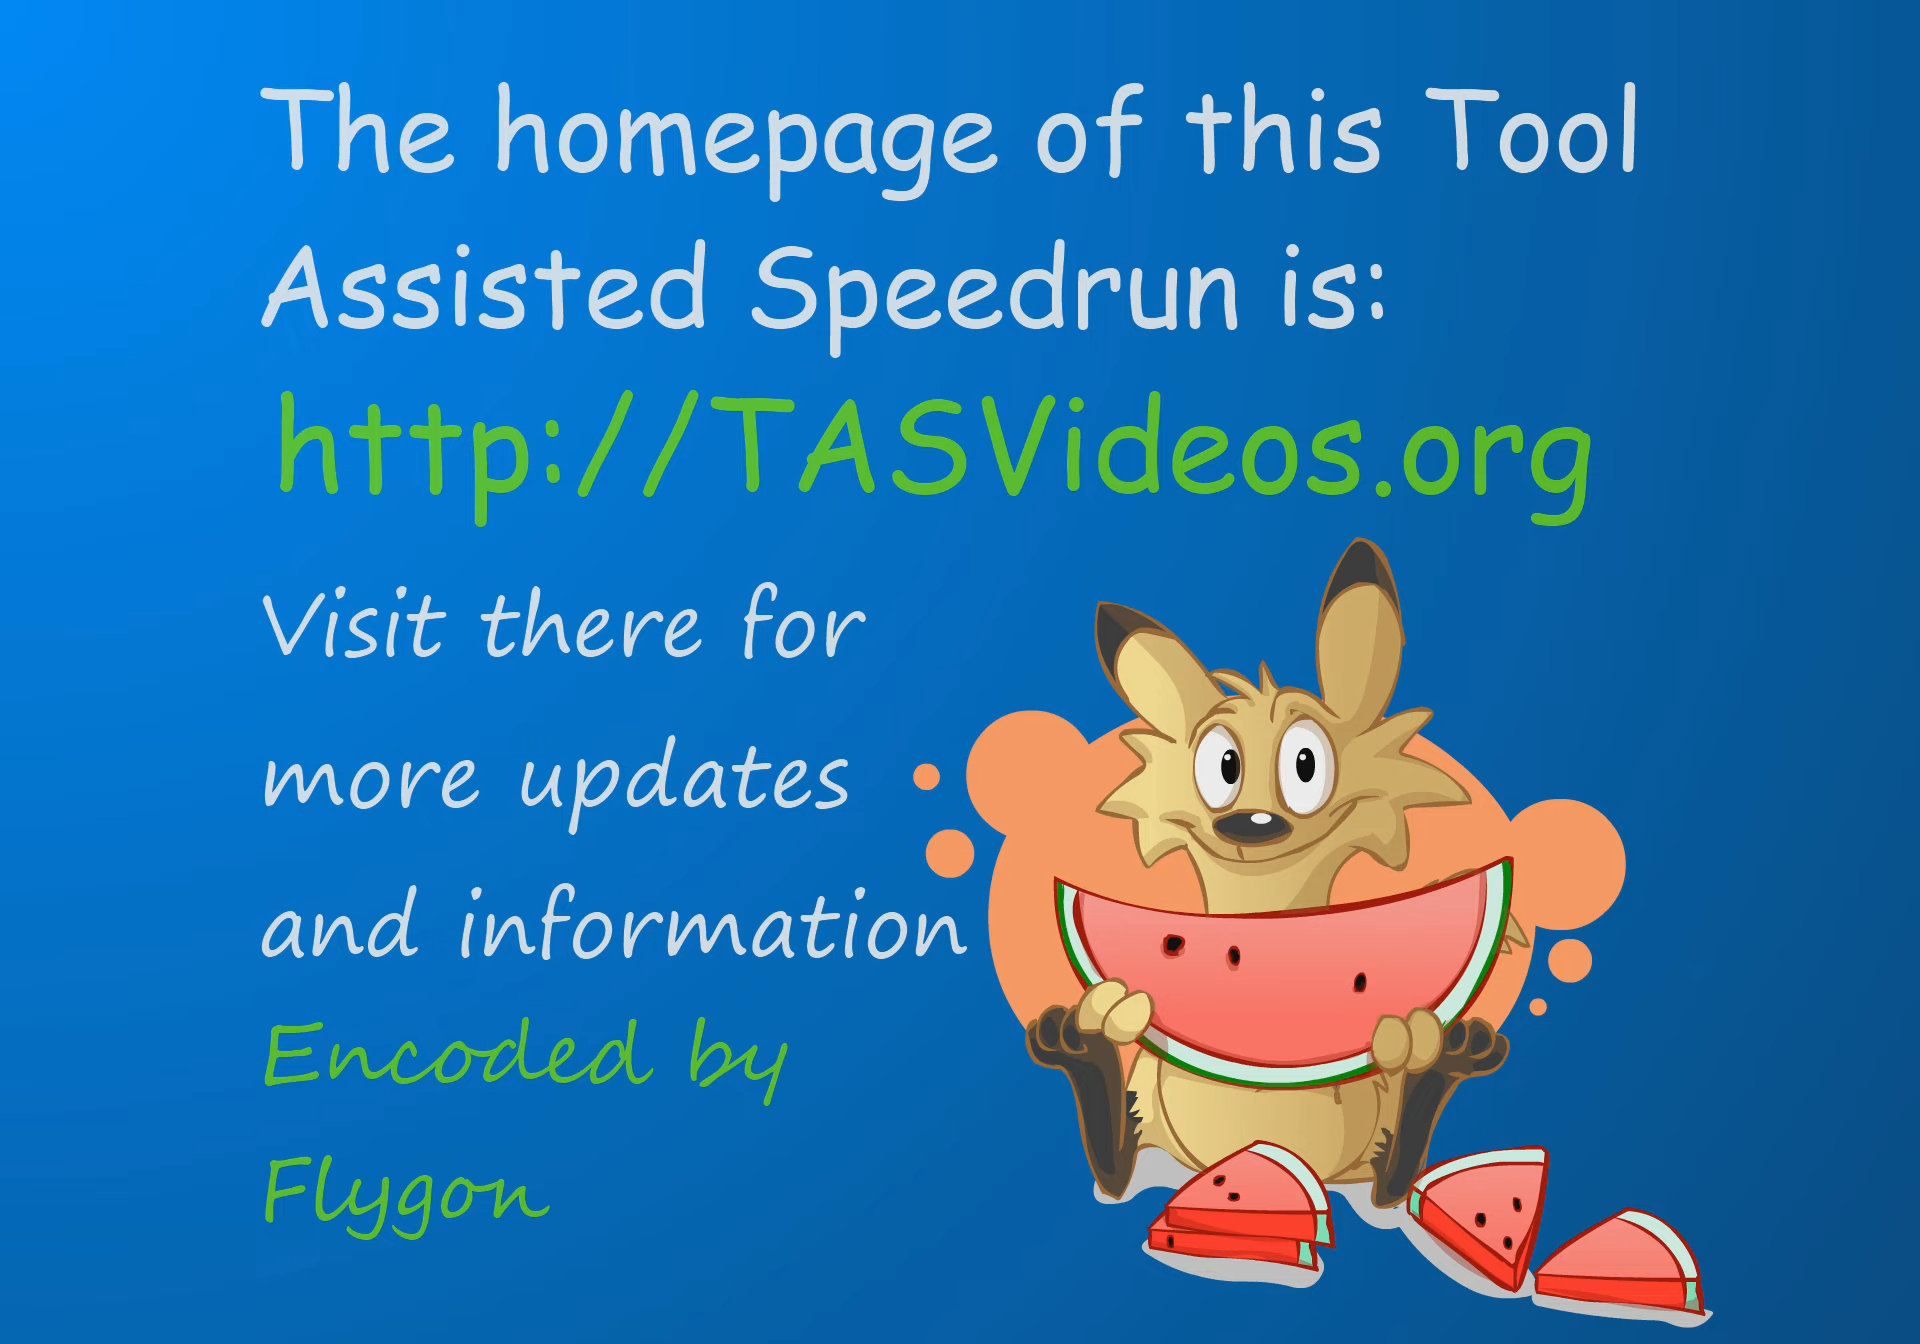 The homepage of this Tool
Assisted Speedrun is:
http://TASVideos.org
Visit there for
more updates
and information
Encoded by
Flygon